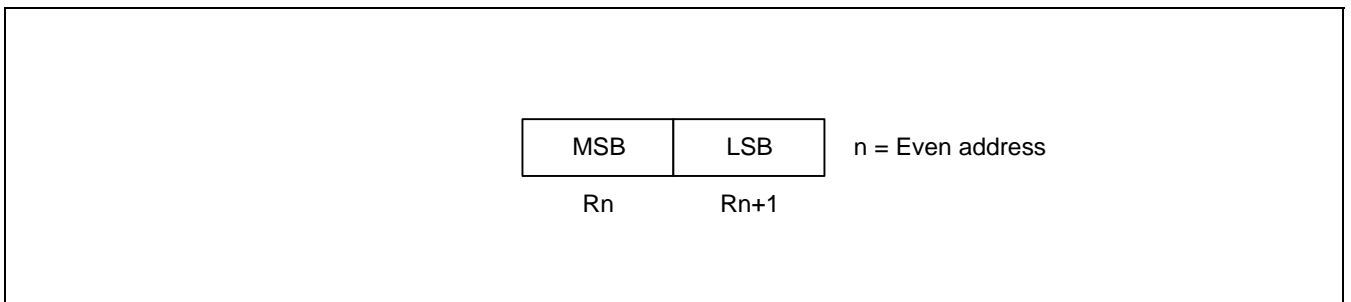 MSB LSB n = Even address
Rn Rn+1